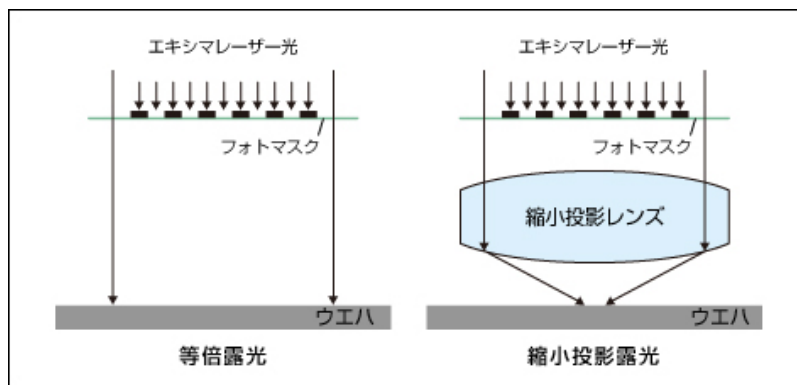 エキシマレーザー光
フォトマスク
ウエハ
等倍露光
エキシマレーザー光
フォトマスク
縮小投影レンズ
ウエハ
縮小投影露光